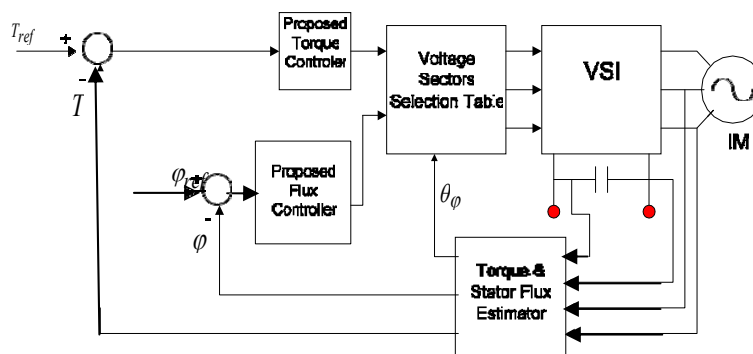 T_ref
+
-
T
Proposed
Torque
Controler
Voltage
Sectors
Selection Table
VSI
IM
φ_ref
+
-
φ
Proposed
Flux
Controller
θ_φ
Torque &
Stator Flux
Estimator